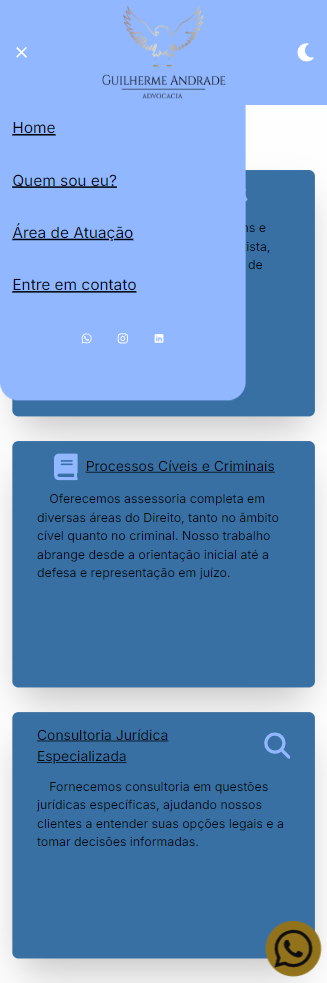 GUILHERME ANDRADE
ADVOCACIA
Home
Quem sou eu?
Área de Atuação
Entre em contato
e
ista,
de
Processos Cíveis e Criminais
Oferecemos assessoria completa em
diversas áreas do Direito, tanto no âmbito
cível quanto no criminal. Nosso trabalho
abrange desde a orientação inicial até a
defesa e representação em juízo.
Consultoria Jurídica
Especializada
Fornecemos consultoria em questões
jurídicas específicas, ajudando nossos
clientes a entender suas opções legais e a
tomar decisões informadas.